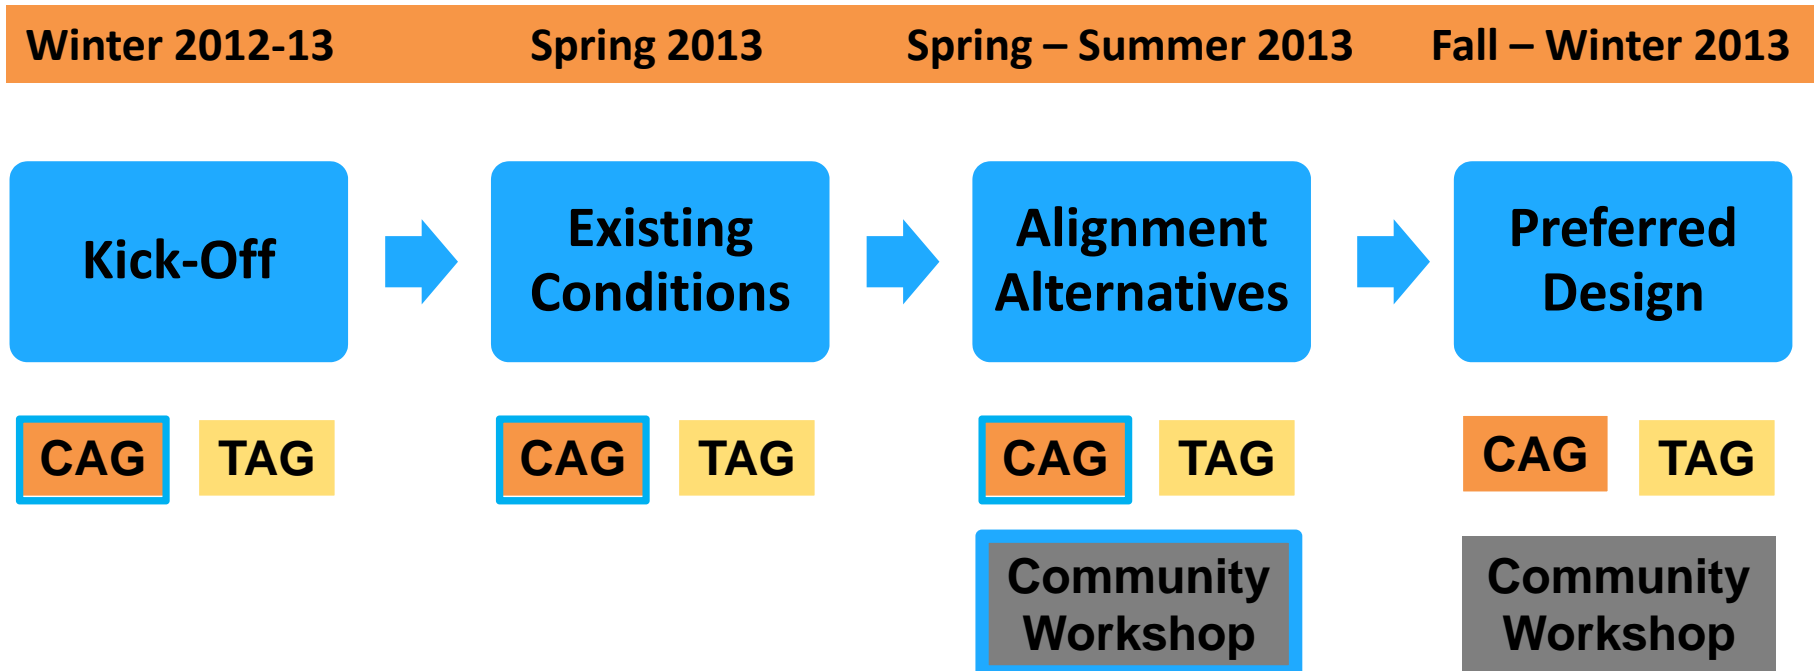 Winter 2012-13 Spring 2013 Spring – Summer 2013 Fall – Winter 2013
Kick-Off
Existing
Conditions
Alignment
Alternatives
Preferred
Design
CAG TAG CAG TAG CAG TAG CAG TAG
Community
Workshop
Community
Workshop